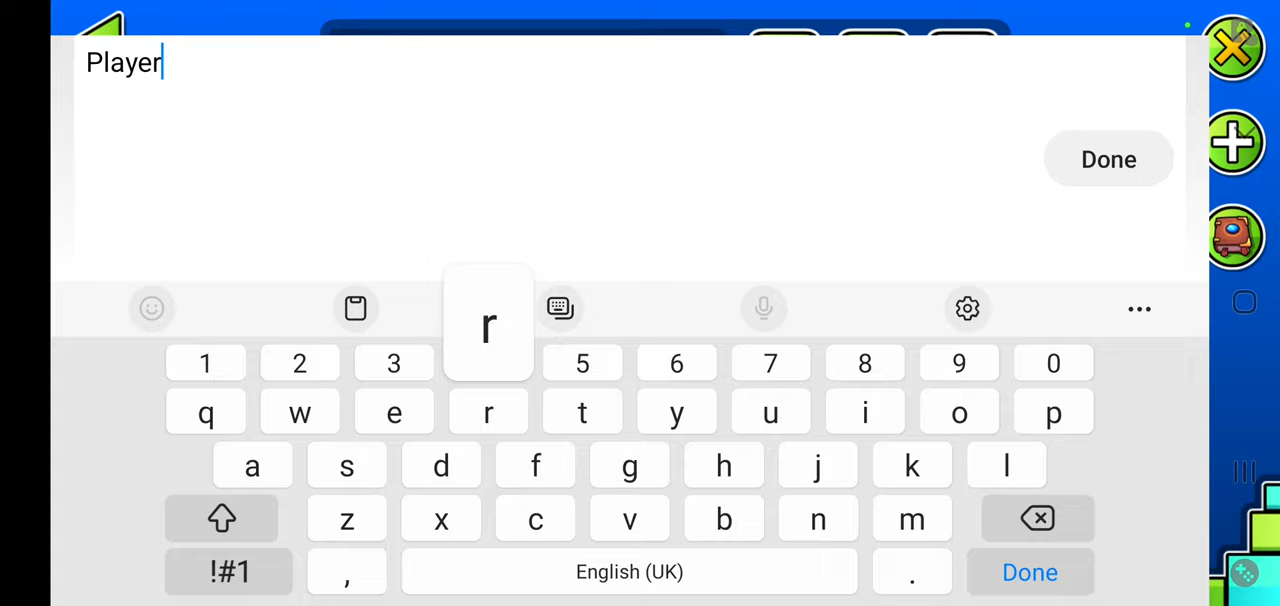 Player
Done
r
1 2 3 5 6 7 8 9 0
q w e r t y u i o p
a s d f g h j k l
z x c v b n m
!#1 , English (UK) . Done